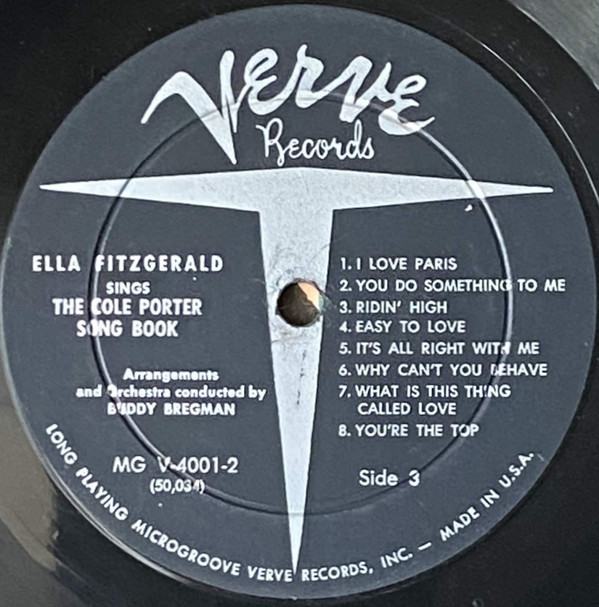 Verve
Records
ELLA FITZGERALD
SINGS
THE COLE PORTER
SONG BOOK
Arrangements
and Orchestra conducted by
BUDDY BREGMAN
MG V-4001-2
(50,034)
1. I LOVE PARIS
2. YOU DO SOMETHING TO ME
3. RIDIN' HIGH
4. EASY TO LOVE
5. IT'S ALL RIGHT WITH ME
6. WHY CAN'T YOU BEHAVE
7. WHAT IS THIS THING
CALLED LOVE
8. YOU'RE THE TOP
Side 3
LONG PLAYING MICROGROOVE VERVE RECORDS, INC. — MADE IN U.S.A.